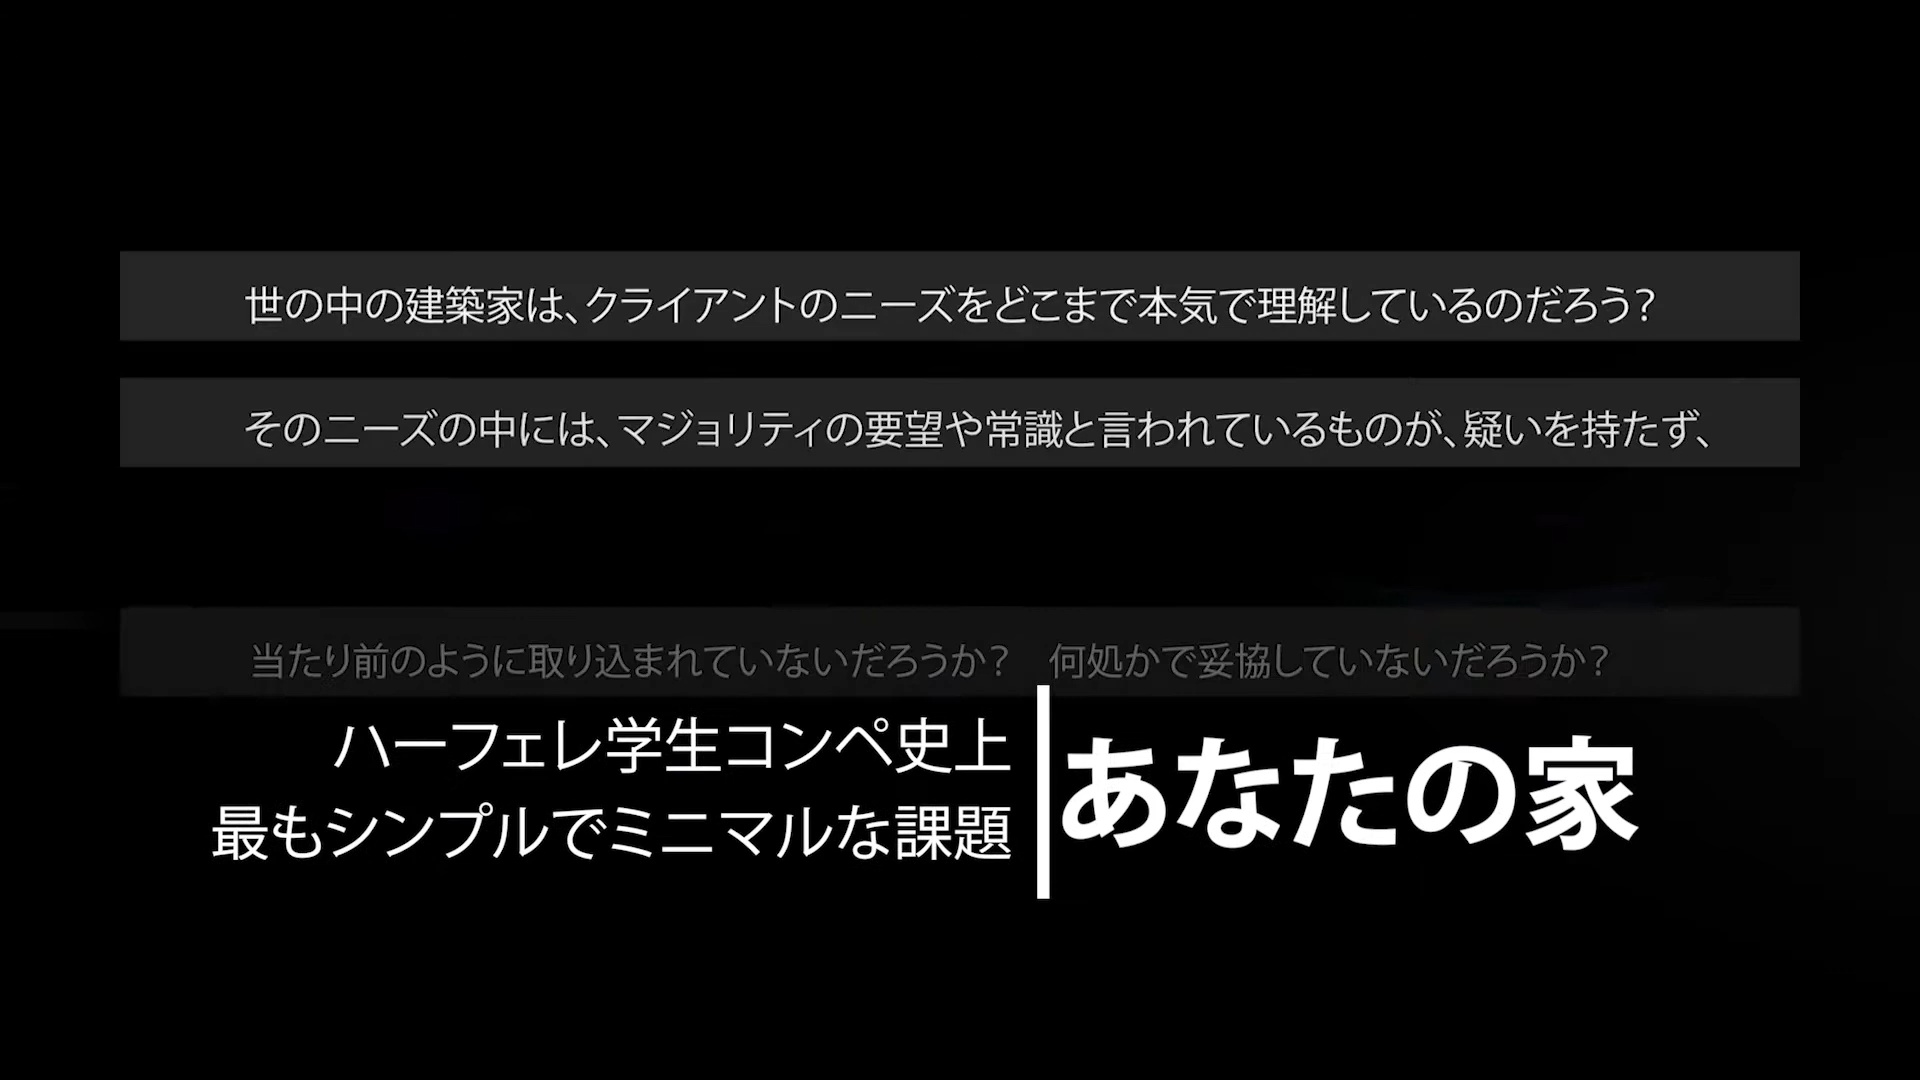 世の中の建築家は、クライアントのニーズをどこまで本気で理解しているのだろう？
そのニーズの中には、マジョリティの要望や常識と言われているものが、疑いを持たず、
当たり前のように取り込まれていないだろうか？　何処かで妥協していないだろうか？
ハーフェレ学生コンペ史上
最もシンプルでミニマルな課題
あなたの家